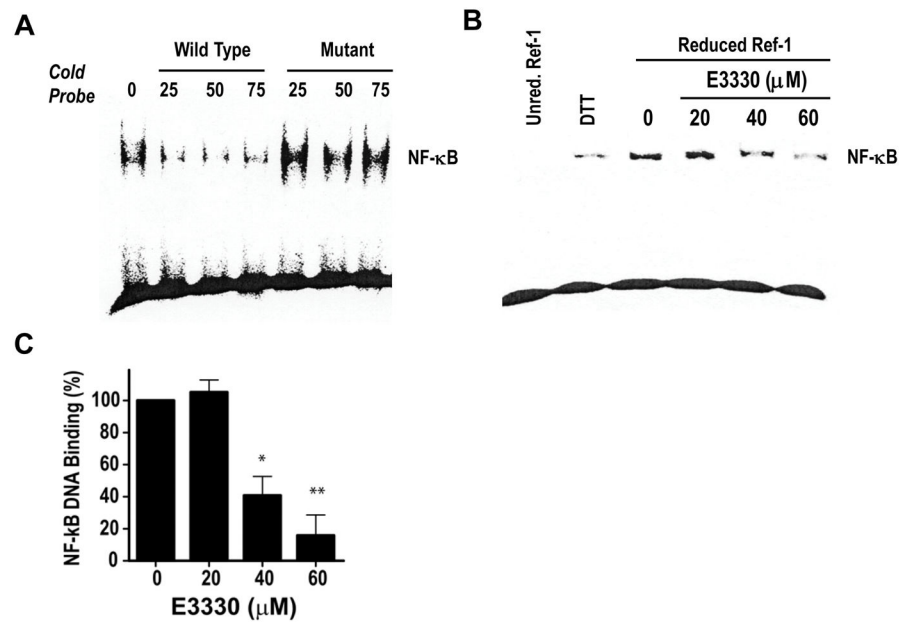 A
Wild Type Mutant
Cold
Probe 0 25 50 75 25 50 75
NF-κB
B
Unred. Ref-1
DTT
Reduced Ref-1
E3330 (μM)
0 20 40 60
NF-κB
C
NF-kB DNA Binding (%)
100
80
60
40
20
0
*
**
0 20 40 60
E3330 (μM)